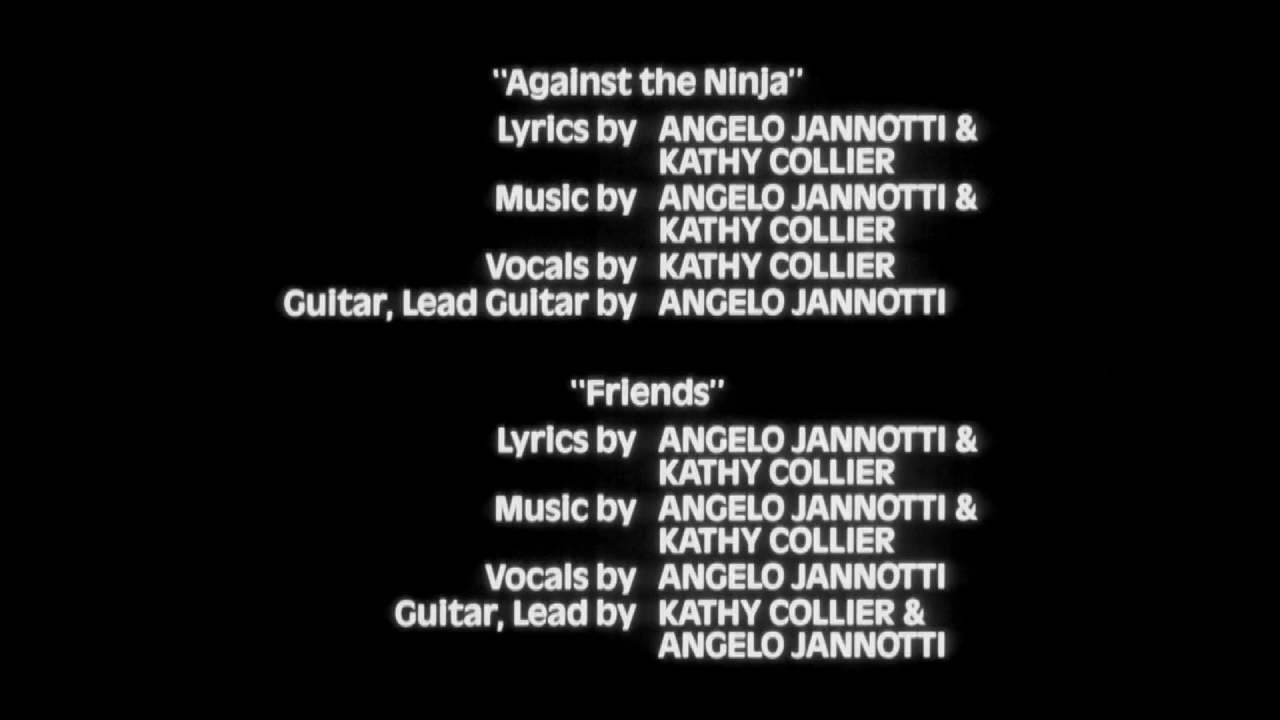 "Against the Ninja"
Lyrics by ANGELO JANNOTTI &
KATHY COLLIER
Music by ANGELO JANNOTTI &
KATHY COLLIER
Vocals by KATHY COLLIER
Guitar, Lead Guitar by ANGELO JANNOTTI
"Friends"
Lyrics by ANGELO JANNOTTI &
KATHY COLLIER
Music by ANGELO JANNOTTI &
KATHY COLLIER
Vocals by ANGELO JANNOTTI
Guitar, Lead by KATHY COLLIER &
ANGELO JANNOTTI